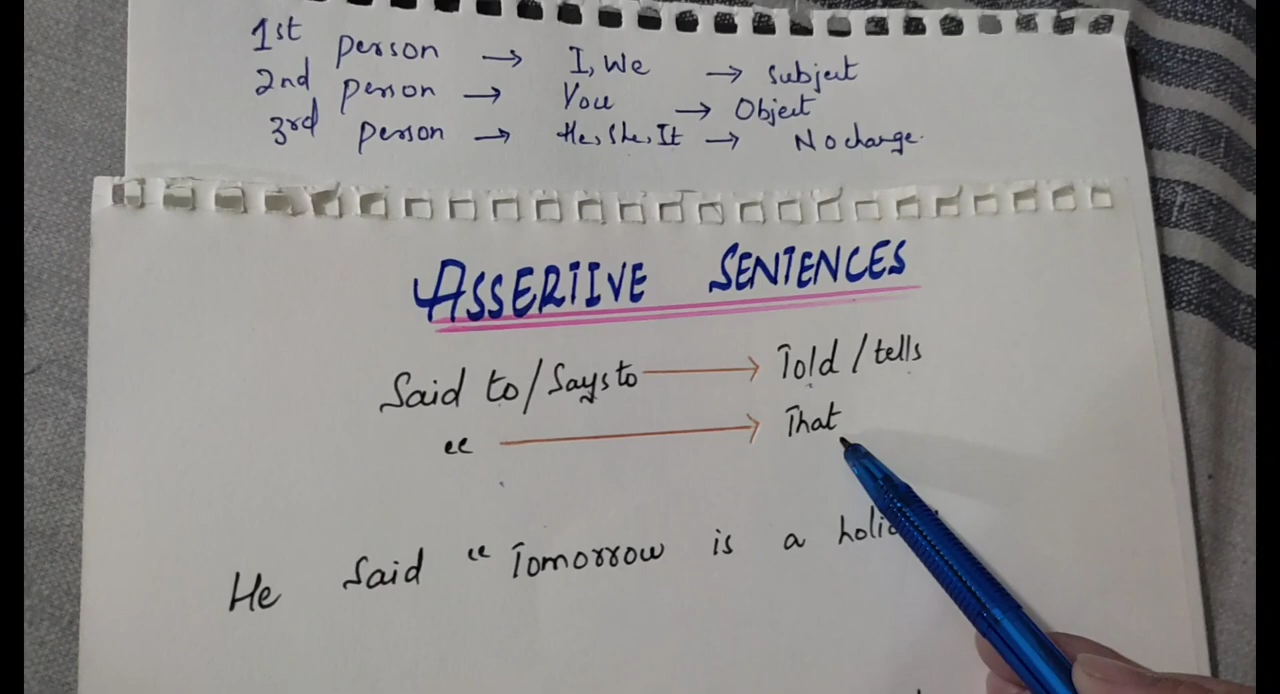 1st person → I, We → Subject
2nd person → You → Object
3rd person → He, She, It → No change.
ASSERTIVE SENTENCES
Said to/Says to → Told/tells
“ → That
He Said “ Tomorrow is a